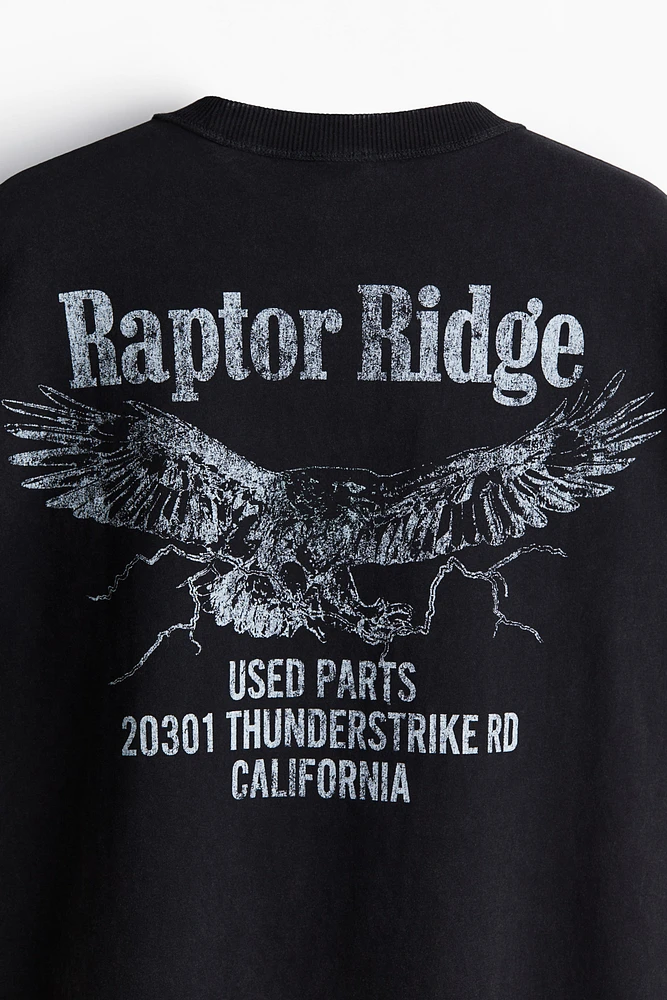 Raptor Ridge
USED PARTS
20301 THUNDERSTRIKE RD
CALIFORNIA